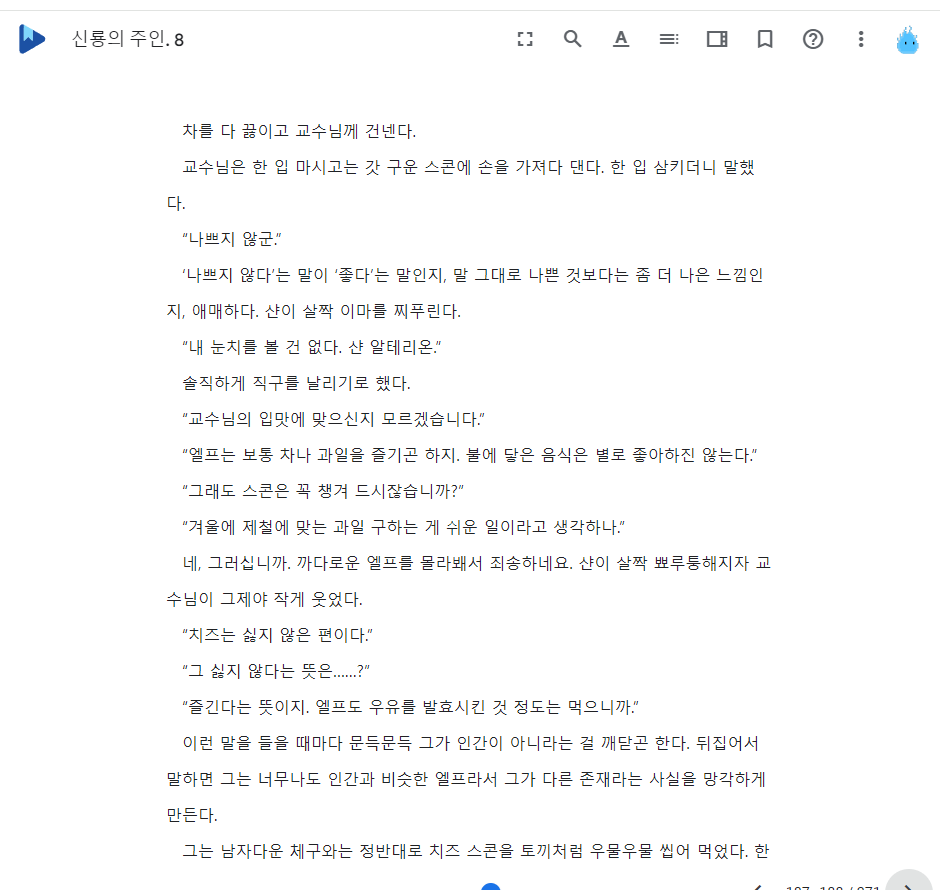 신룡의 주인. 8
차를 다 끓이고 교수님께 건넨다.
교수님은 한 입 마시고는 갓 구운 스콘에 손을 가져다 댄다. 한 입 삼키더니 말했
다.
“나쁘지 않군.”
‘나쁘지 않다’는 말이 ‘좋다’는 말인지, 말 그대로 나쁜 것보다는 좀 더 나은 느낌인
지, 애매하다. 샨이 살짝 이마를 찌푸린다.
“내 눈치를 볼 건 없다. 샨 알테리온.”
솔직하게 직구를 날리기로 했다.
“교수님의 입맛에 맞으신지 모르겠습니다.”
“엘프는 보통 차나 과일을 즐기곤 하지. 불에 닿은 음식은 별로 좋아하진 않는다.”
“그래도 스콘은 꼭 챙겨 드시잖습니까?”
“겨울에 제철에 맞는 과일 구하는 게 쉬운 일이라고 생각하나.”
네, 그러십니까. 까다로운 엘프를 몰라봬서 죄송하네요. 샨이 살짝 뾰루퉁해지자 교
수님이 그제야 작게 웃었다.
“치즈는 싫지 않은 편이다.”
“그 싫지 않다는 뜻은……?”
“즐긴다는 뜻이지. 엘프도 우유를 발효시킨 것 정도는 먹으니까.”
이런 말을 들을 때마다 문득문득 그가 인간이 아니라는 걸 깨닫곤 한다. 뒤집어서
말하면 그는 너무나도 인간과 비슷한 엘프라서 그가 다른 존재라는 사실을 망각하게
만든다.
그는 남자다운 체구와는 정반대로 치즈 스콘을 토끼처럼 우물우물 씹어 먹었다. 한